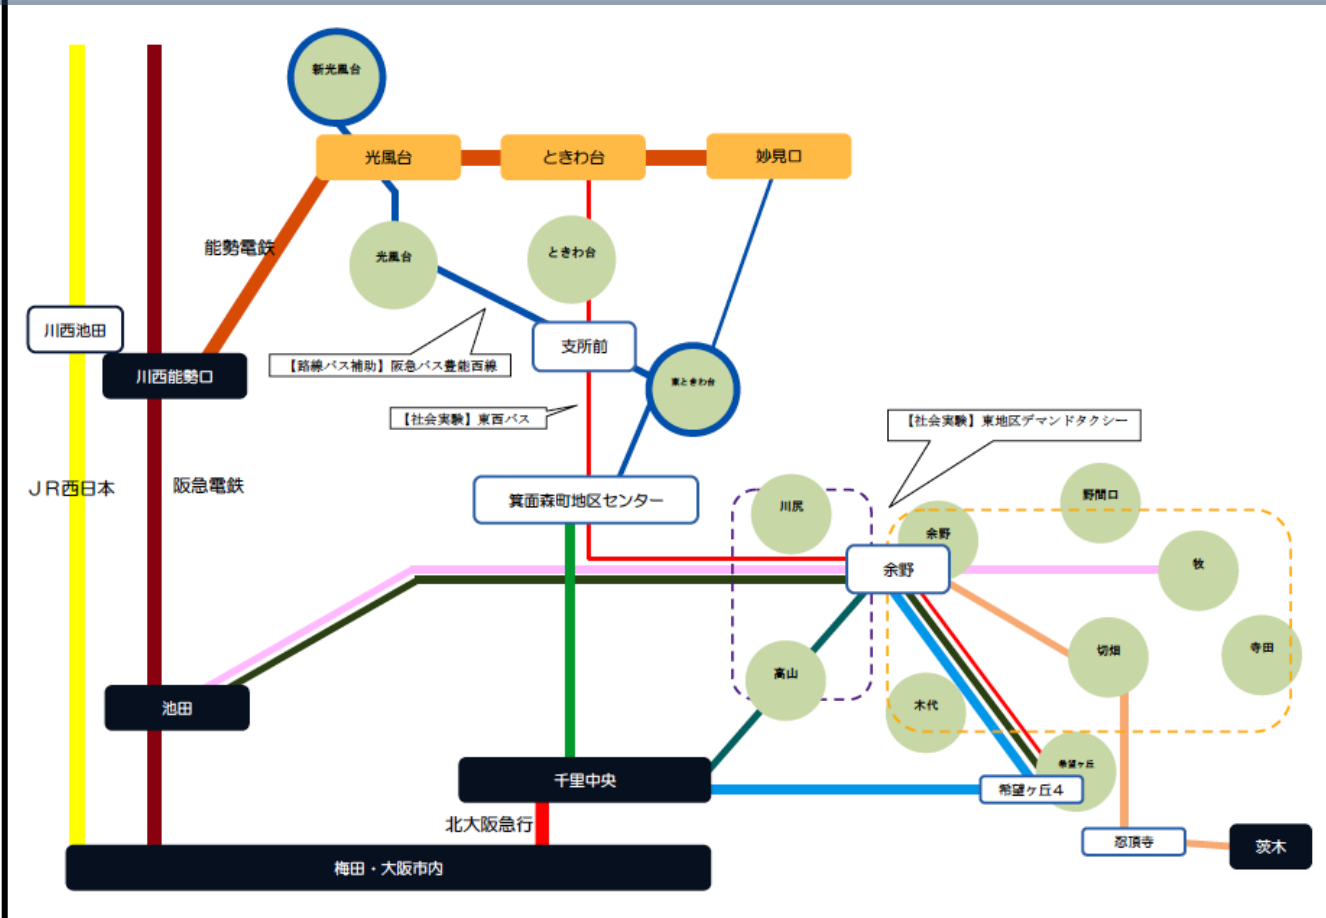 新光風台
光風台
ときわ台
妙見口
能勢電鉄
光風台
ときわ台
川西池田
支所前
川西能勢口
【路線バス補助】阪急バス豊能西線
東ときわ台
【社会実験】東西バス
【社会実験】東地区デマンドタクシー
JR西日本
阪急電鉄
箕面森町地区センター
川尻
野間口
余野
余野
牧
切畑
寺田
高山
木代
池田
希望ヶ丘
千里中央
希望ヶ丘4
北大阪急行
忍頂寺
茨木
梅田・大阪市内